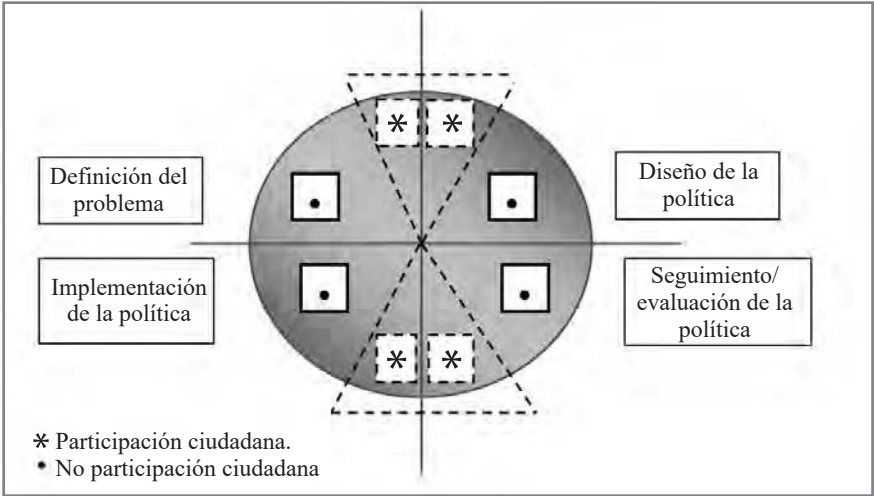 *
*
Definición del
problema
•
•
Diseño de la
política
Implementación
de la política
•
•
Seguimiento/
evaluación de la
política
*
*
* Participación ciudadana.
• No participación ciudadana